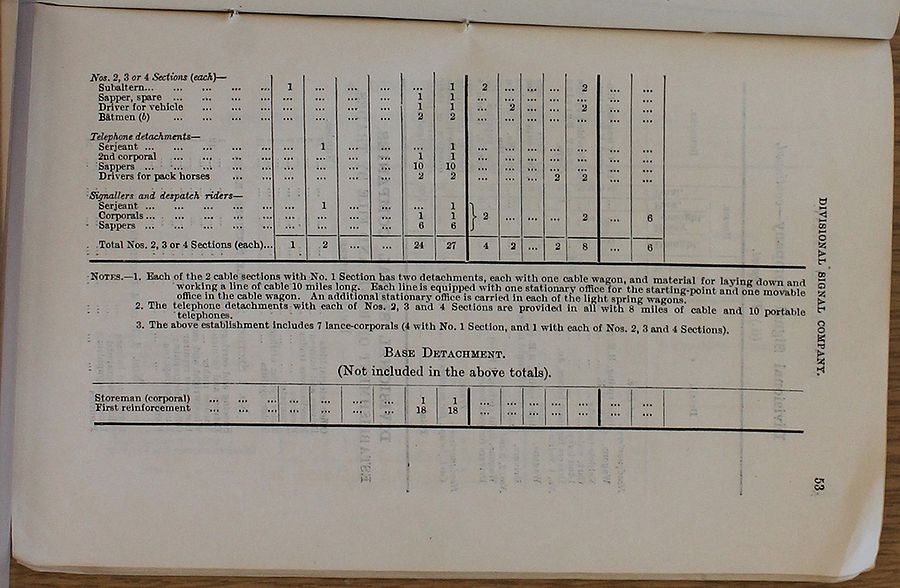 Nos. 2, 3 or 4 Sections (each)—
Subaltern... ... ... ... ... 1 ... ... ... ... 1 2 ... ... ... 2 ... ...
Sapper, spare ... ... ... ... ... ... ... ... 1 1 ... ... ... ... ... ... ...
Driver for vehicle ... ... ... ... ... ... ... 1 1 ... 2 ... ... 2 ... ...
Bâtmen (b) ... ... ... ... ... ... ... ... 2 2 ... ... ... ... ... ... ...
Telephone detachments—
Serjeant ... ... ... ... ... ... 1 ... ... ... 1 ... ... ... ... ... ... ...
2nd corporal ... ... ... ... ... ... ... ... 1 1 ... ... ... ... ... ... ...
Sappers ... ... ... ... ... ... ... ... ... 10 10 ... ... ... ... ... ... ...
Drivers for pack horses ... ... ... ... ... ... 2 2 ... ... ... 2 2 ... ...
Signallers and despatch riders—
Serjeant ... ... ... ... ... ... 1 ... ... ... 1
Corporals... ... ... ... ... ... ... ... ... 1 1 } 2 ... ... ... 2 ... 6
Sappers ... ... ... ... ... ... ... ... ... 6 6
Total Nos. 2, 3 or 4 Sections (each)... 1 2 ... ... 24 27 4 2 ... 2 8 ... 6
NOTES.—1. Each of the 2 cable sections with No. 1 Section has two detachments, each with one cable wagon, and material for laying down and
working a line of cable 10 miles long. Each line is equipped with one stationary office for the starting-point and one movable
office in the cable wagon. An additional stationary office is carried in each of the light spring wagons.
2. The telephone detachments with each of Nos. 2, 3 and 4 Sections are provided in all with 8 miles of cable and 10 portable
telephones.
3. The above establishment includes 7 lance-corporals (4 with No. 1 Section, and 1 with each of Nos. 2, 3 and 4 Sections).
BASE DETACHMENT.
(Not included in the above totals).
Storeman (corporal) ... ... ... ... ... ... ... 1 1 ... ... ... ... ... ... ...
First reinforcement ... ... ... ... ... ... ... 18 18 ... ... ... ... ... ... ...
DIVISIONAL SIGNAL COMPANY.
53